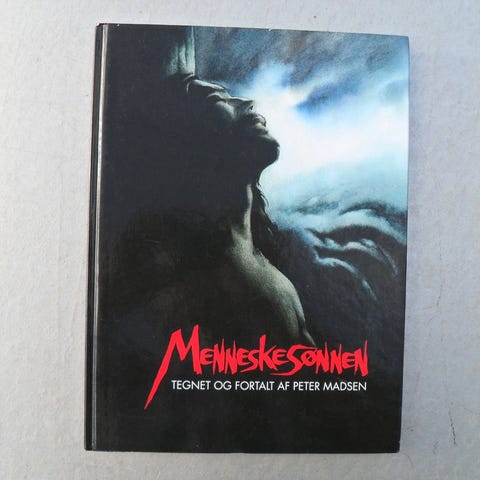 MENNESKESØNNEN
TEGNET OG FORTALT AF PETER MADSEN